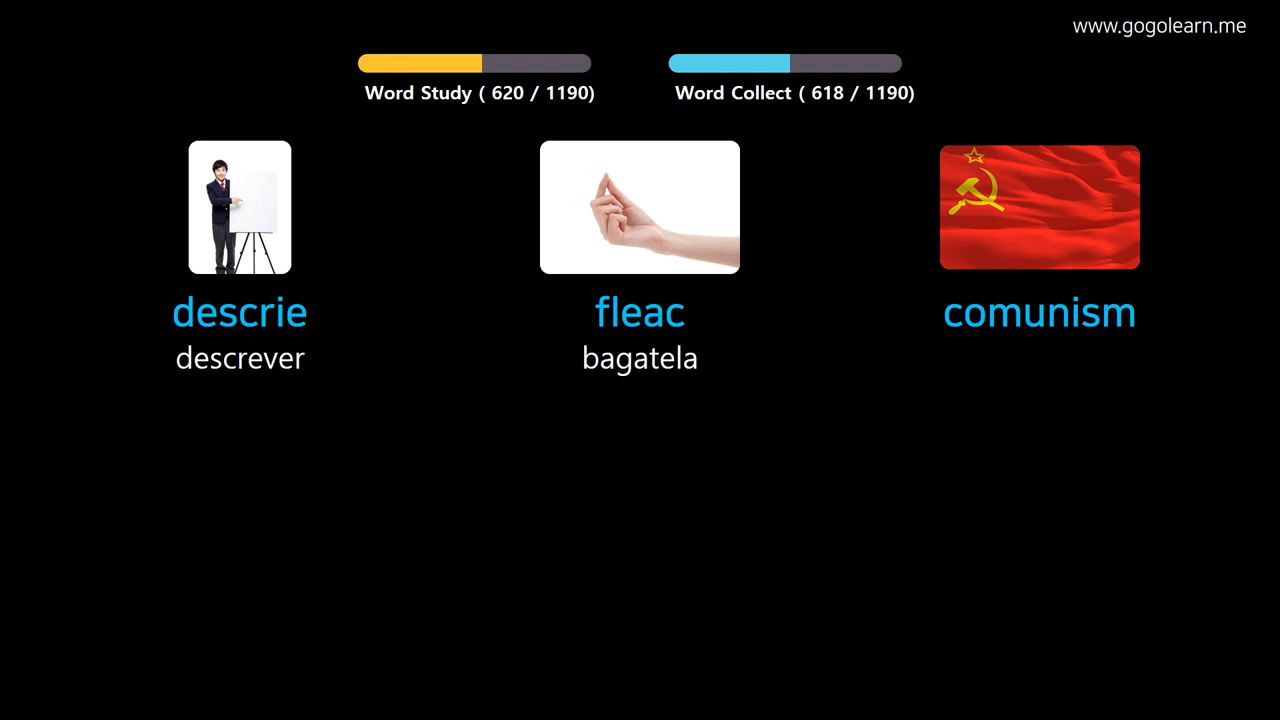 www.gogolearn.me
Word Study ( 620 / 1190)
Word Collect ( 618 / 1190)
descrie
descrever
fleac
bagatela
comunism